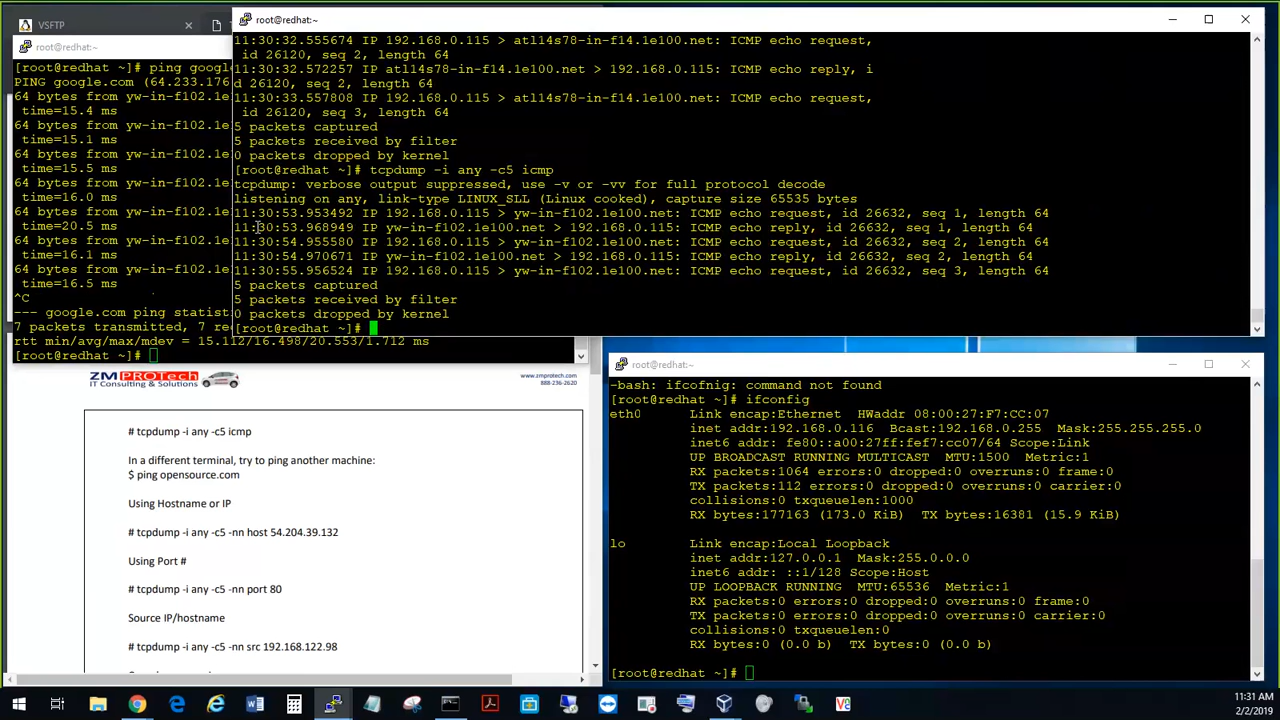 VSFTP
root@redhat:~
[root@redhat ~]# ping google
PING google.com (64.233.176
64 bytes from yw-in-f102.1e
time=15.4 ms
64 bytes from yw-in-f102.1e
time=15.1 ms
64 bytes from yw-in-f102.1e
time=15.5 ms
64 bytes from yw-in-f102.1e
time=16.0 ms
64 bytes from yw-in-f102.1e
time=20.5 ms
64 bytes from yw-in-f102.1e
time=16.1 ms
64 bytes from yw-in-f102.1e
time=16.5 ms
^C
--- google.com ping statist
7 packets transmitted, 7 re
rtt min/avg/max/mdev = 15.112/16.498/20.553/1.712 ms
[root@redhat ~]#
root@redhat:~
11:30:32.555674 IP 192.168.0.115 > atl14s78-in-f14.1e100.net: ICMP echo request,
id 26120, seq 2, length 64
11:30:32.572257 IP atl14s78-in-f14.1e100.net > 192.168.0.115: ICMP echo reply, i
d 26120, seq 2, length 64
11:30:33.557808 IP 192.168.0.115 > atl14s78-in-f14.1e100.net: ICMP echo request,
id 26120, seq 3, length 64
5 packets captured
5 packets received by filter
0 packets dropped by kernel
[root@redhat ~]# tcpdump -i any -c5 icmp
tcpdump: verbose output suppressed, use -v or -vv for full protocol decode
listening on any, link-type LINUX_SLL (Linux cooked), capture size 65535 bytes
11:30:53.953492 IP 192.168.0.115 > yw-in-f102.1e100.net: ICMP echo request, id 26632, seq 1, length 64
11:30:53.968949 IP yw-in-f102.1e100.net > 192.168.0.115: ICMP echo reply, id 26632, seq 1, length 64
11:30:54.955580 IP 192.168.0.115 > yw-in-f102.1e100.net: ICMP echo request, id 26632, seq 2, length 64
11:30:54.970671 IP yw-in-f102.1e100.net > 192.168.0.115: ICMP echo reply, id 26632, seq 2, length 64
11:30:55.956524 IP 192.168.0.115 > yw-in-f102.1e100.net: ICMP echo request, id 26632, seq 3, length 64
5 packets captured
5 packets received by filter
0 packets dropped by kernel
[root@redhat ~]#
ZM PROTech
IT Consulting & Solutions
www.zmprotech.com
888-236-2620
# tcpdump -i any -c5 icmp
In a different terminal, try to ping another machine:
$ ping opensource.com
Using Hostname or IP
# tcpdump -i any -c5 -nn host 54.204.39.132
Using Port #
# tcpdump -i any -c5 -nn port 80
Source IP/hostname
# tcpdump -i any -c5 -nn src 192.168.122.98
root@redhat:~
-bash: ifcofnig: command not found
[root@redhat ~]# ifconfig
eth0 Link encap:Ethernet HWaddr 08:00:27:F7:CC:07
inet addr:192.168.0.116 Bcast:192.168.0.255 Mask:255.255.255.0
inet6 addr: fe80::a00:27ff:fef7:cc07/64 Scope:Link
UP BROADCAST RUNNING MULTICAST MTU:1500 Metric:1
RX packets:1064 errors:0 dropped:0 overruns:0 frame:0
TX packets:112 errors:0 dropped:0 overruns:0 carrier:0
collisions:0 txqueuelen:1000
RX bytes:177163 (173.0 KiB) TX bytes:16381 (15.9 KiB)
lo Link encap:Local Loopback
inet addr:127.0.0.1 Mask:255.0.0.0
inet6 addr: ::1/128 Scope:Host
UP LOOPBACK RUNNING MTU:65536 Metric:1
RX packets:0 errors:0 dropped:0 overruns:0 frame:0
TX packets:0 errors:0 dropped:0 overruns:0 carrier:0
collisions:0 txqueuelen:0
RX bytes:0 (0.0 b) TX bytes:0 (0.0 b)
[root@redhat ~]#
11:31 AM
2/2/2019